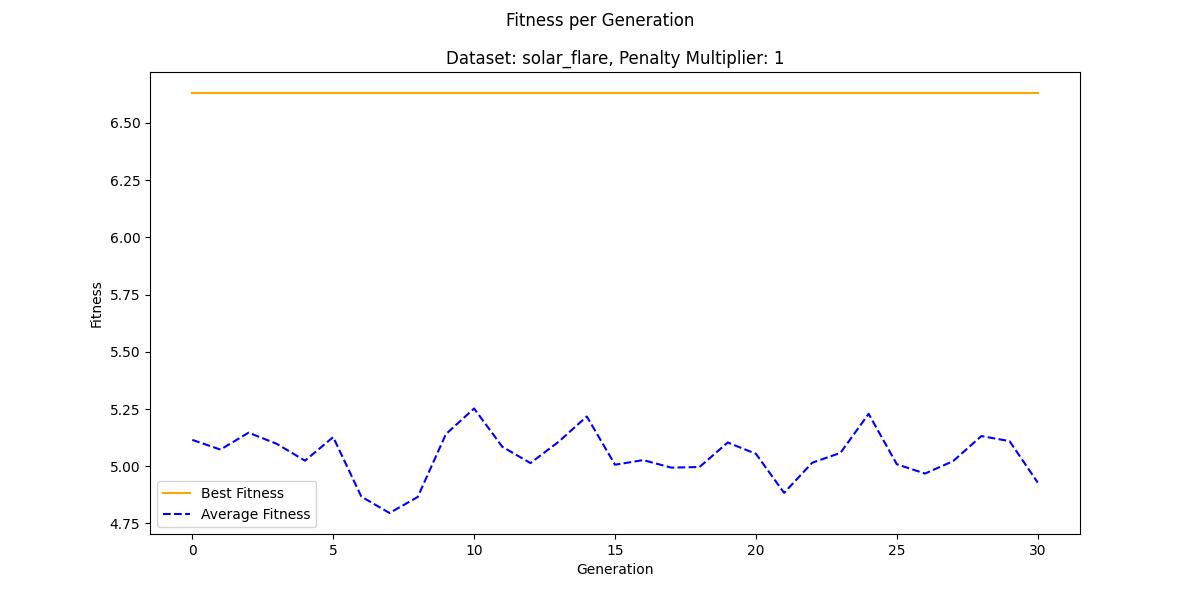 Fitness per Generation
Dataset: solar_flare, Penalty Multiplier: 1
6.50
6.25
6.00
5.75
5.50
5.25
5.00
4.75
Fitness
Best Fitness
Average Fitness
0 5 10 15 20 25 30
Generation